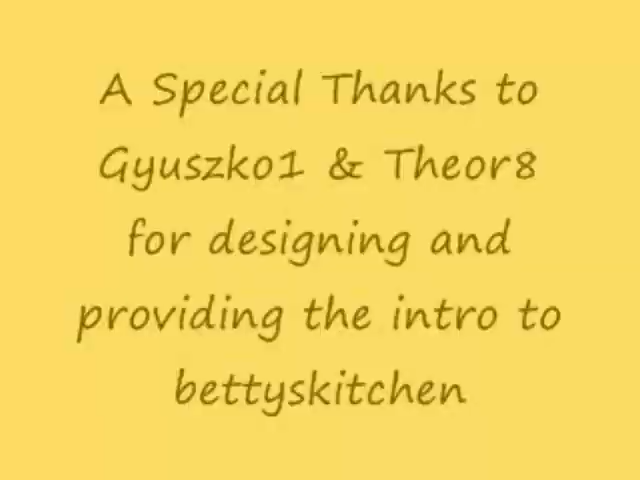 A Special Thanks to
Gyuszko1 & Theor8
for designing and
providing the intro to
bettyskitchen